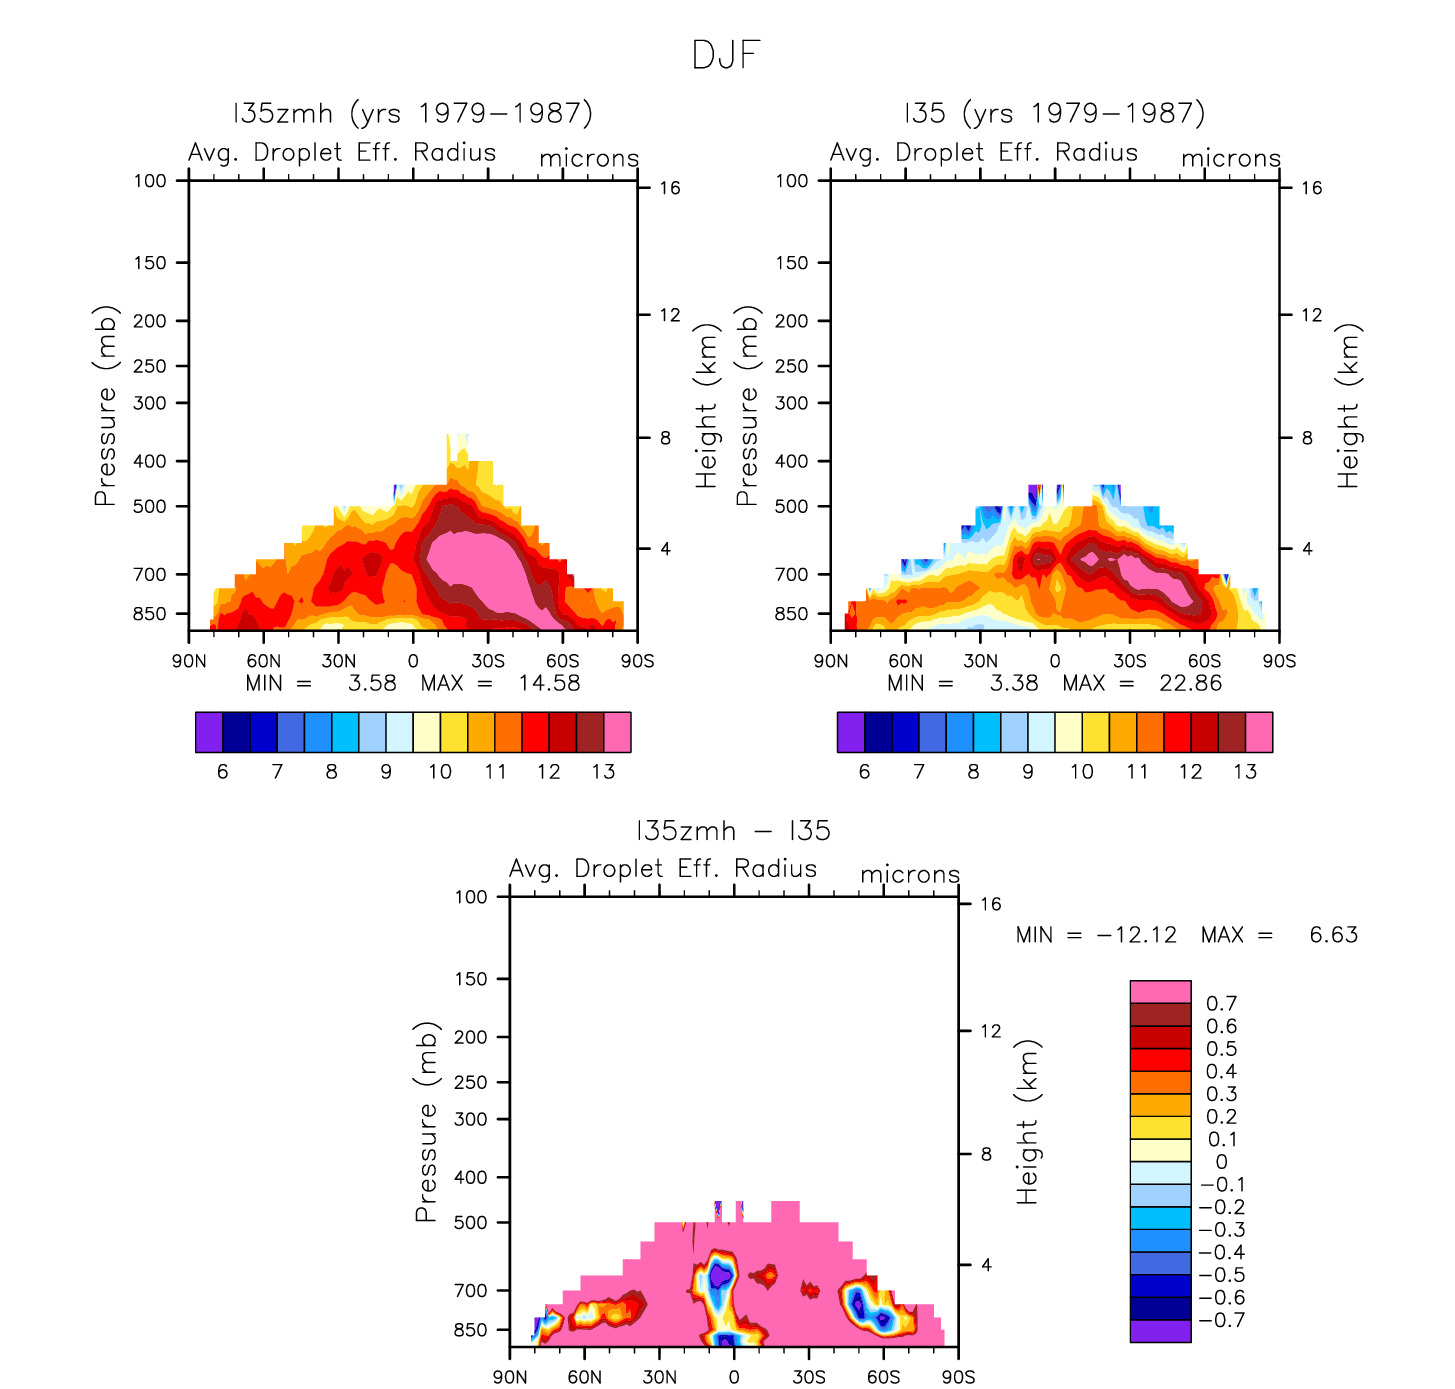 DJF
I35zmh (yrs 1979-1987)
Avg. Droplet Eff. Radius microns
Pressure (mb)
100
150
200
250
300
400
500
700
850
Height (km)
16
12
8
4
90N 60N 30N 0 30S 60S 90S
MIN = 3.58 MAX = 14.58
6 7 8 9 10 11 12 13
I35 (yrs 1979-1987)
Avg. Droplet Eff. Radius microns
Pressure (mb)
100
150
200
250
300
400
500
700
850
Height (km)
16
12
8
4
90N 60N 30N 0 30S 60S 90S
MIN = 3.38 MAX = 22.86
6 7 8 9 10 11 12 13
I35zmh - I35
Avg. Droplet Eff. Radius microns
Pressure (mb)
100
150
200
250
300
400
500
700
850
Height (km)
16
12
8
4
90N 60N 30N 0 30S 60S 90S
MIN = -12.12 MAX = 6.63
0.7
0.6
0.5
0.4
0.3
0.2
0.1
0
-0.1
-0.2
-0.3
-0.4
-0.5
-0.6
-0.7